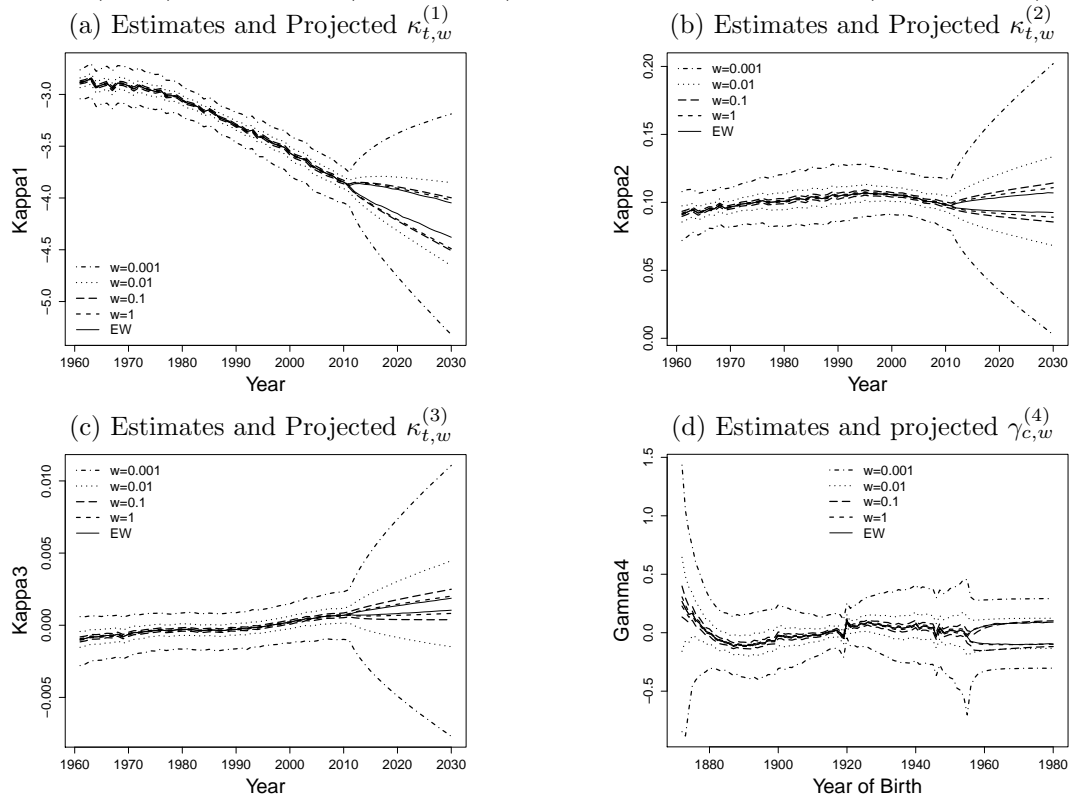 (a) Estimates and Projected κ_{t,w}^{(1)}
Kappa1
-3.0
-3.5
-4.0
-4.5
-5.0
w=0.001
w=0.01
w=0.1
w=1
EW
1960 1970 1980 1990 2000 2010 2020 2030
Year
(b) Estimates and Projected κ_{t,w}^{(2)}
Kappa2
0.20
0.15
0.10
0.05
0.00
w=0.001
w=0.01
w=0.1
w=1
EW
1960 1970 1980 1990 2000 2010 2020 2030
Year
(c) Estimates and Projected κ_{t,w}^{(3)}
Kappa3
0.010
0.005
0.000
−0.005
w=0.001
w=0.01
w=0.1
w=1
EW
1960 1970 1980 1990 2000 2010 2020 2030
Year
(d) Estimates and projected γ_{c,w}^{(4)}
Gamma4
1.5
1.0
0.5
0.0
−0.5
w=0.001
w=0.01
w=0.1
w=1
EW
1880 1900 1920 1940 1960 1980
Year of Birth